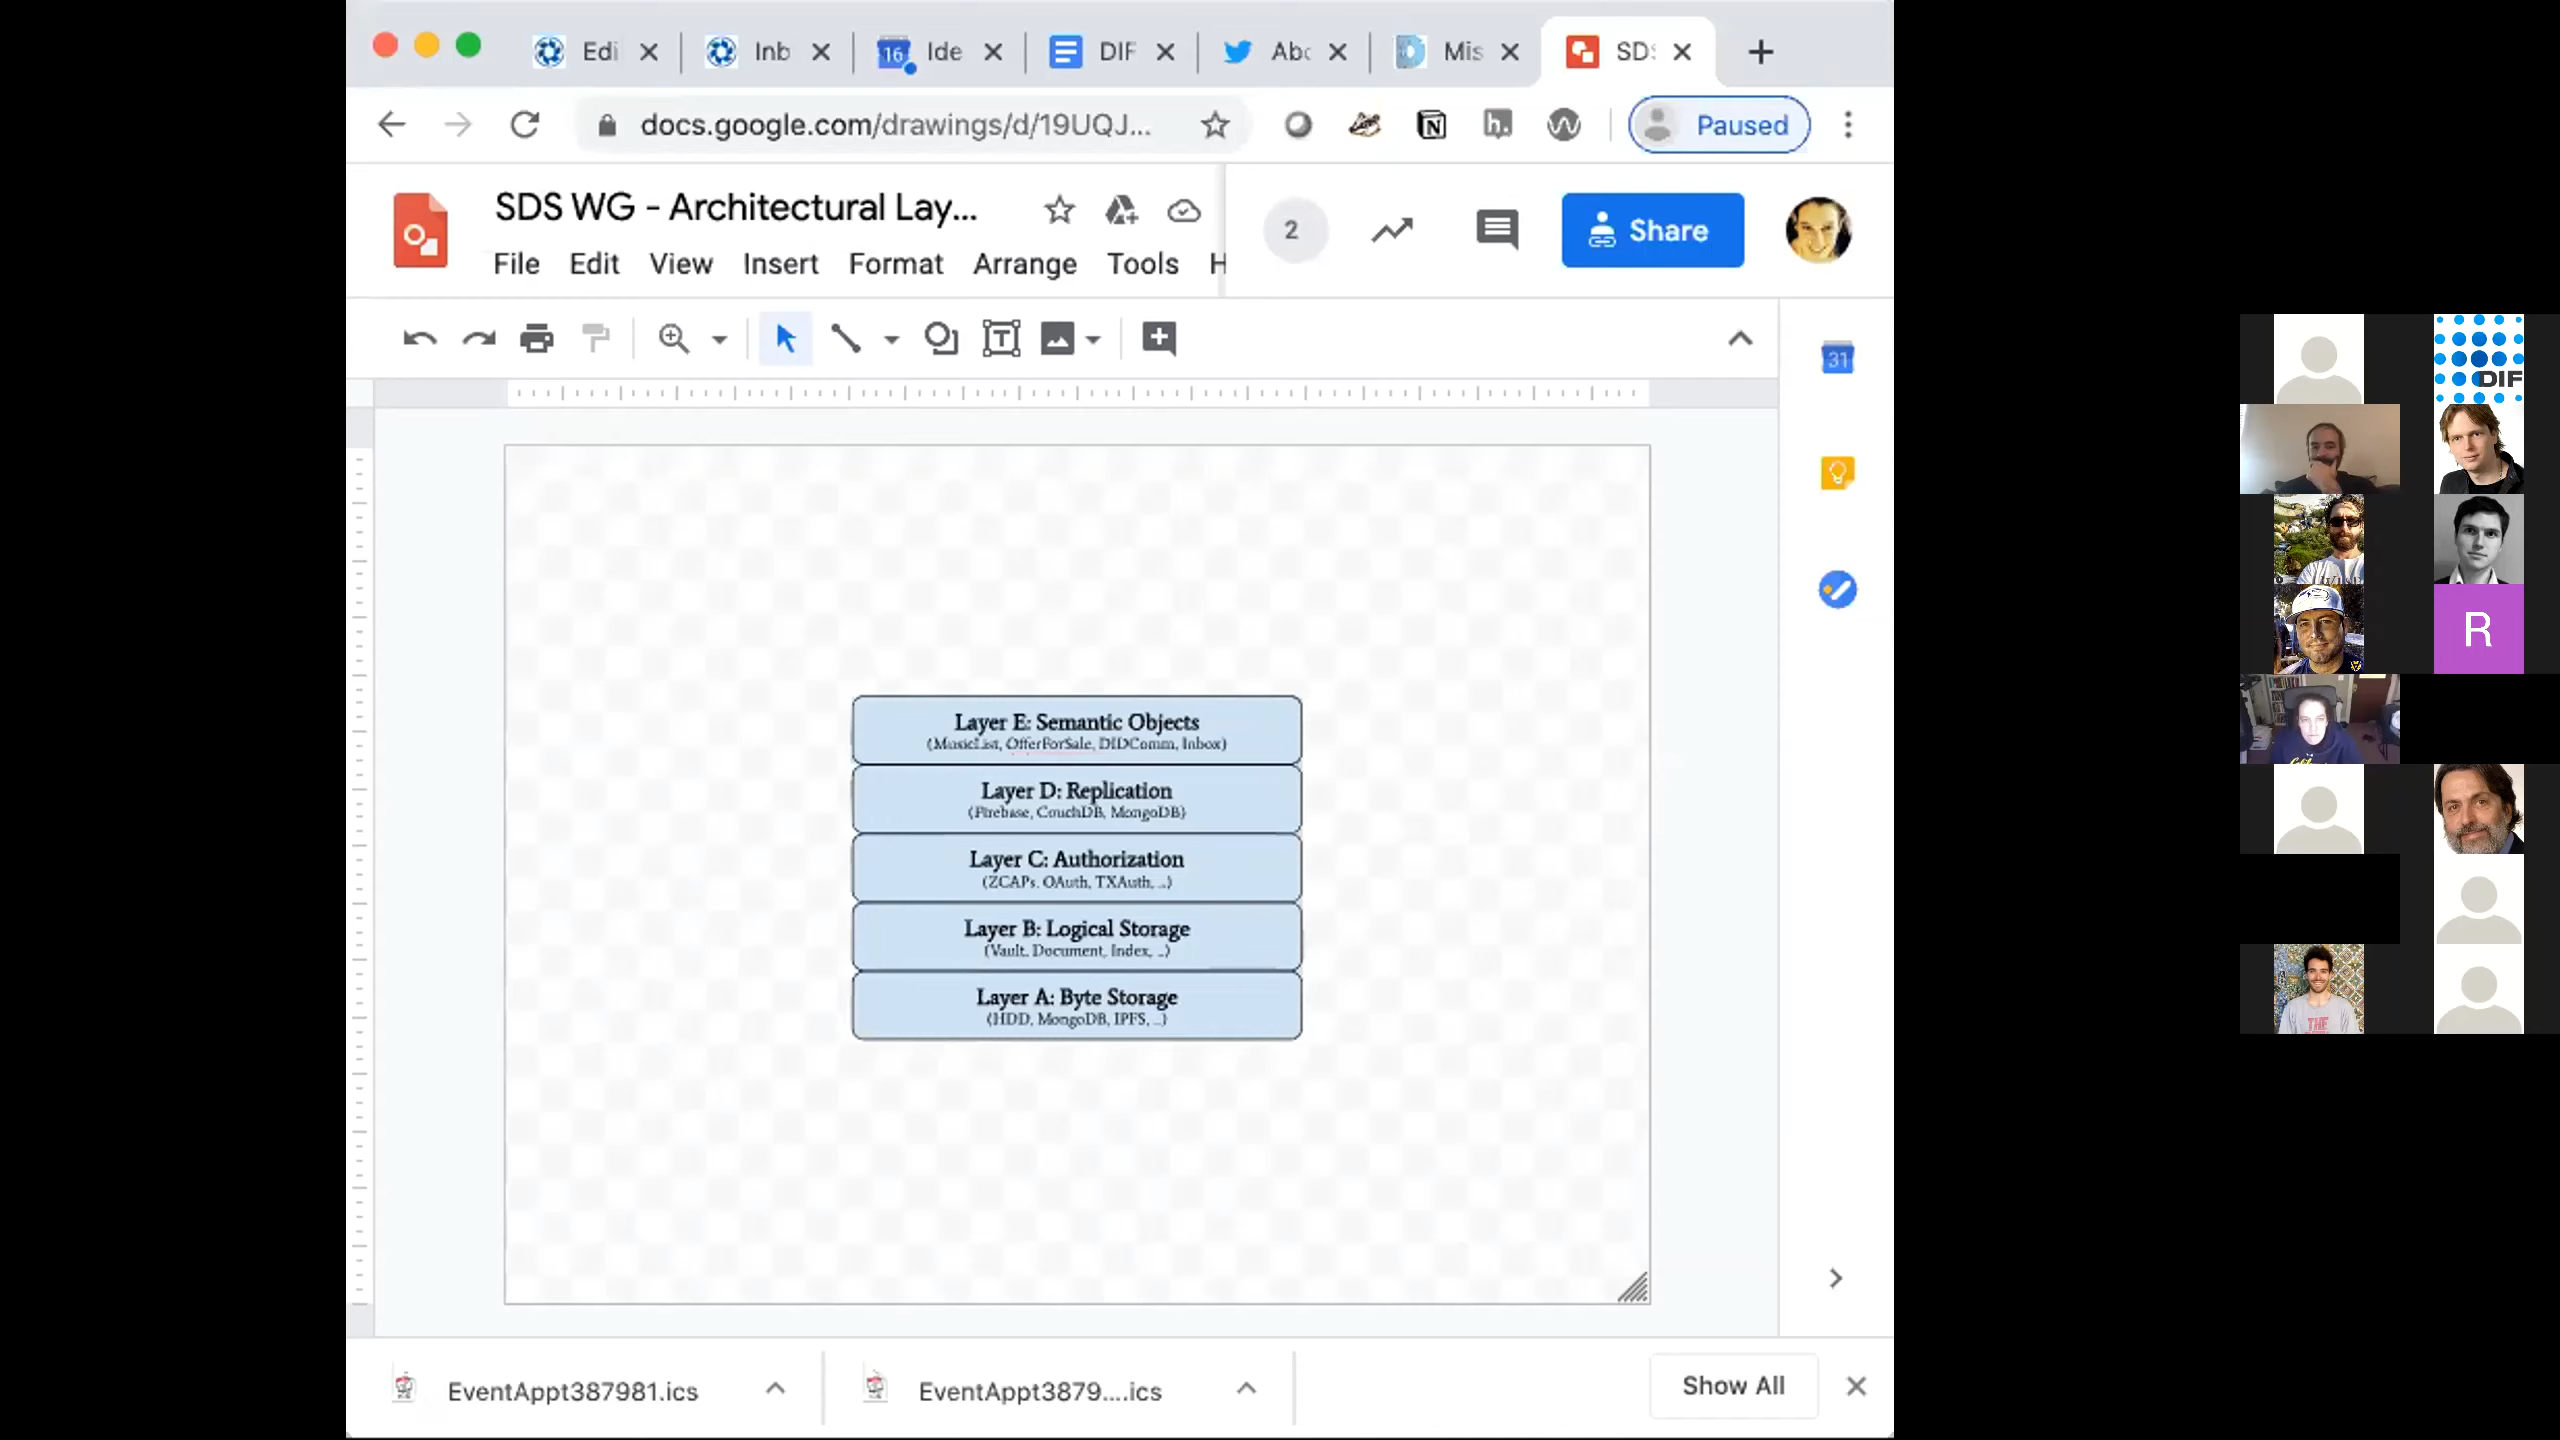 Edi
Inb
16
Ide
DIF
Abc
Mis
SDS
docs.google.com/drawings/d/19UQJ...
N
h.
Paused
SDS WG - Architectural Lay...
2
Share
File Edit View Insert Format Arrange Tools H
T
31
Layer E: Semantic Objects
(MusicList, OfferForSale, DIDComm, Inbox)
Layer D: Replication
(Firebase, CouchDB, MongoDB)
Layer C: Authorization
(ZCAPs, OAuth, TXAuth, ...)
Layer B: Logical Storage
(Vault, Document, Index, ...)
Layer A: Byte Storage
(HDD, MongoDB, IPFS, ...)
EventAppt387981.ics
EventAppt3879....ics
Show All
DIF
R
THE